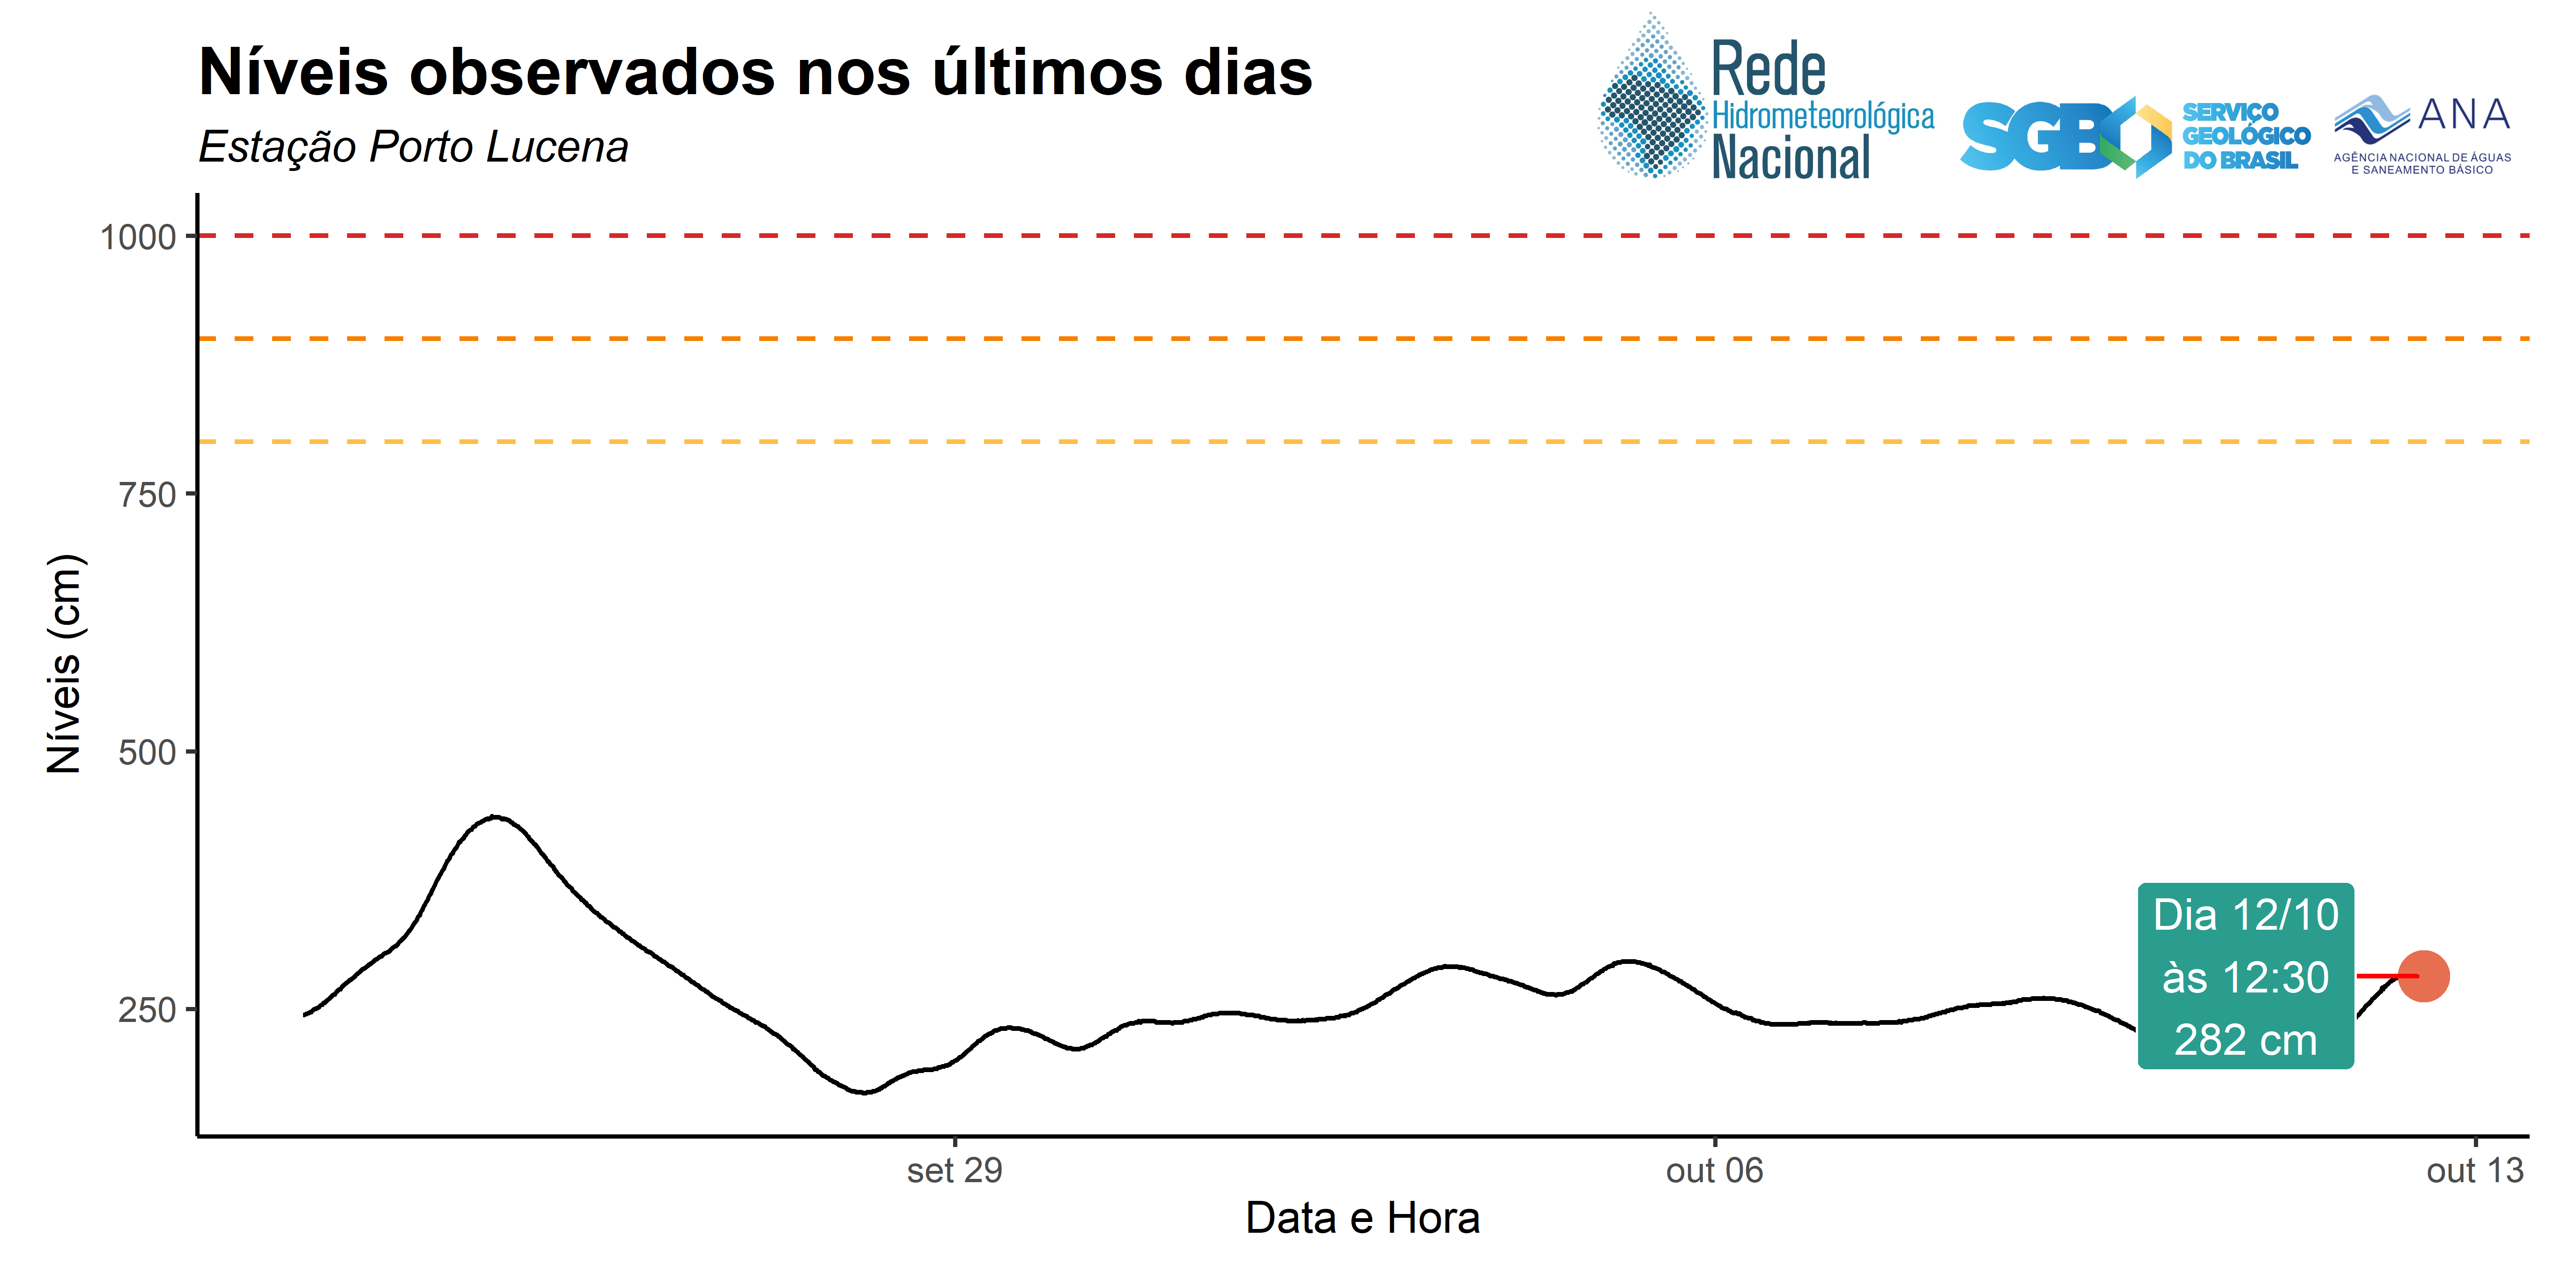 Níveis observados nos últimos dias
Estação Porto Lucena
Rede
Hidrometeorológica
Nacional
SGB
SERVIÇO
GEOLÓGICO
DO BRASIL
ANA
AGÊNCIA NACIONAL DE ÁGUAS
E SANEAMENTO BÁSICO
1000
750
500
250
Níveis (cm)
Dia 12/10
às 12:30
282 cm
set 29
out 06
out 13
Data e Hora